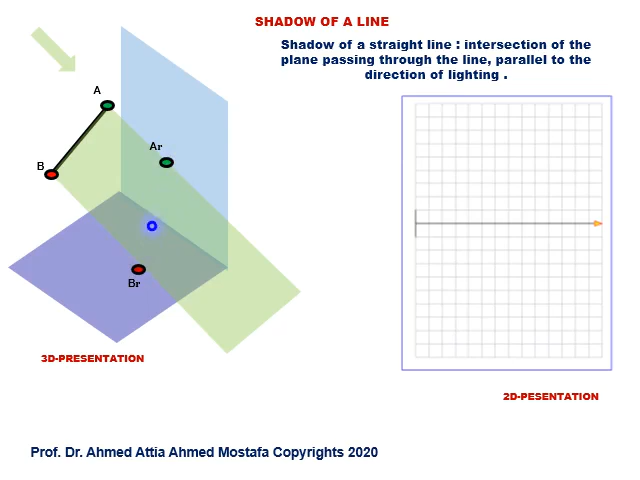 SHADOW OF A LINE
Shadow of a straight line : intersection of the
plane passing through the line, parallel to the
direction of lighting .
A
Ar
B
Br
3D-PRESENTATION
2D-PESENTATION
Prof. Dr. Ahmed Attia Ahmed Mostafa Copyrights 2020